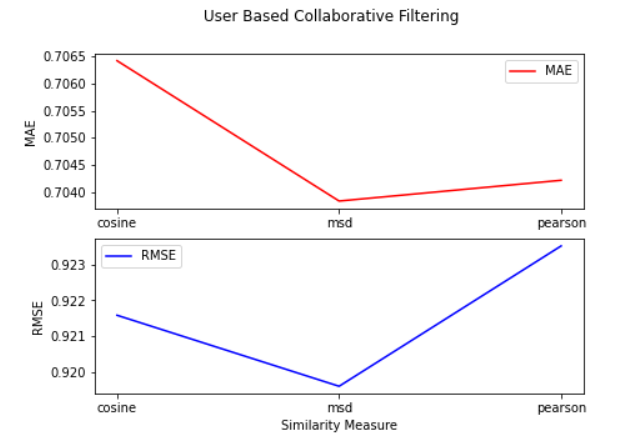 User Based Collaborative Filtering
0.7065
0.7060
0.7055
0.7050
0.7045
0.7040
MAE
MAE
cosine msd pearson
0.923
0.922
0.921
0.920
RMSE
RMSE
cosine msd pearson
Similarity Measure